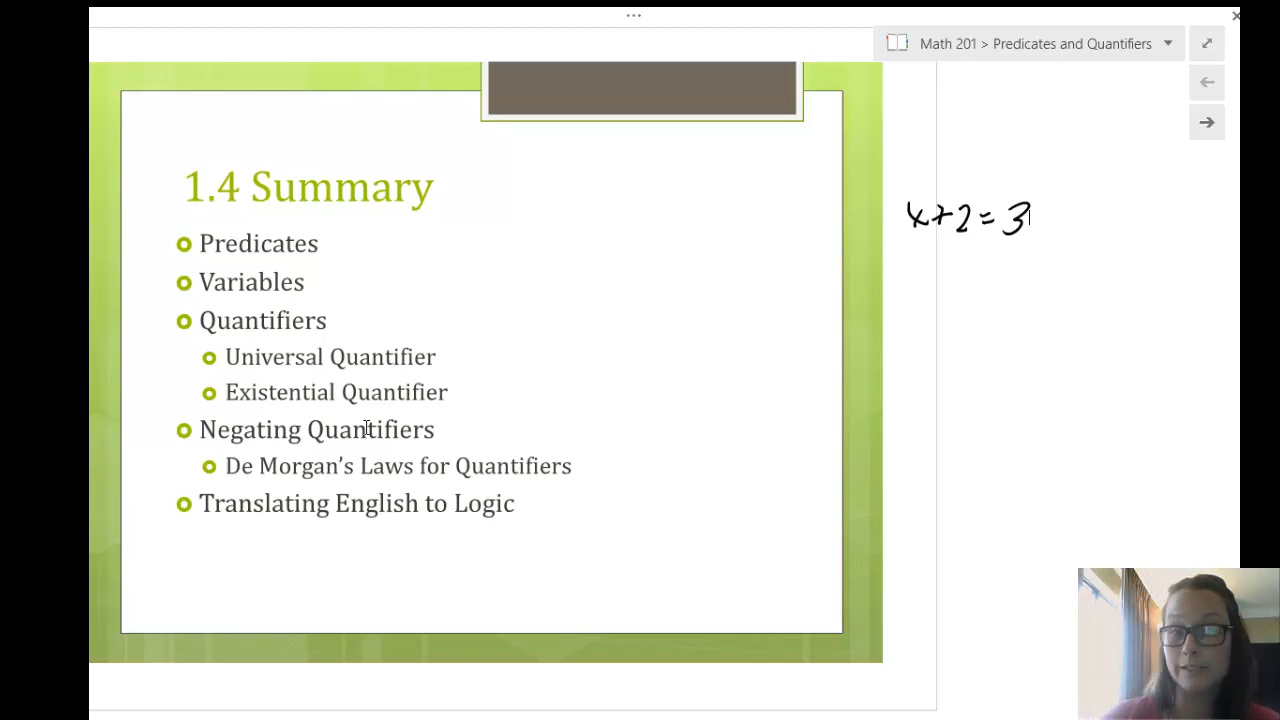 Math 201 > Predicates and Quantifiers
1.4 Summary
Predicates
Variables
Quantifiers
Universal Quantifier
Existential Quantifier
Negating Quantifiers
De Morgan’s Laws for Quantifiers
Translating English to Logic
x+2=3